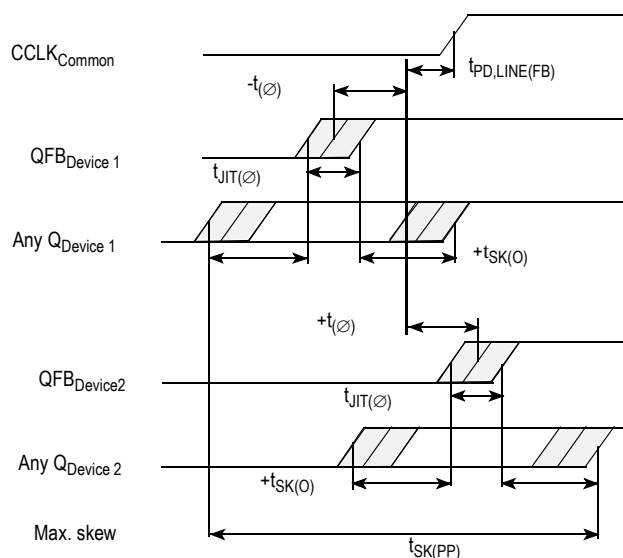 CCLKCommon
tPD,LINE(FB)
-t(∅)
QFBDevice 1
tJIT(∅)
Any QDevice 1
+tSK(O)
+t(∅)
QFBDevice2
tJIT(∅)
Any QDevice 2
+tSK(O)
Max. skew
tSK(PP)